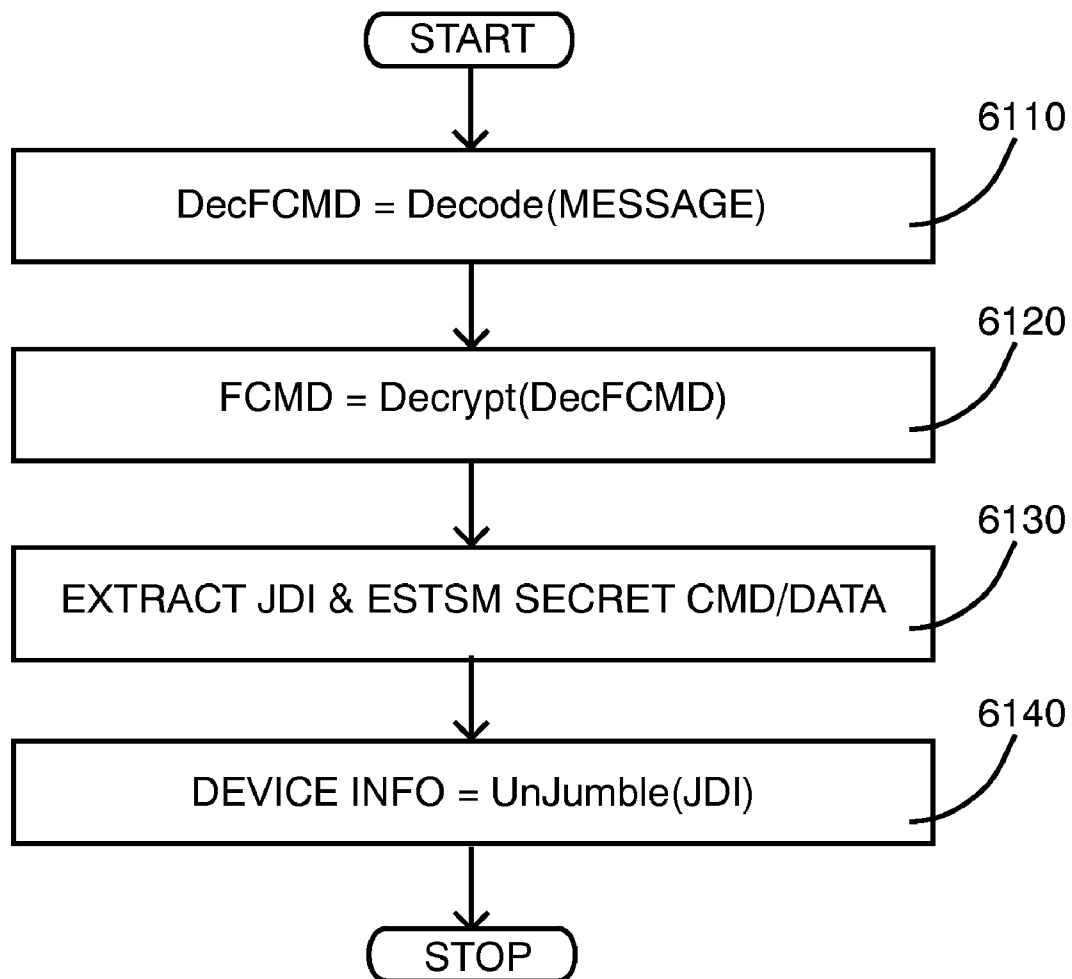 START
6110
DecFCMD = Decode(MESSAGE)
6120
FCMD = Decrypt(DecFCMD)
6130
EXTRACT JDI & ESTSM SECRET CMD/DATA
6140
DEVICE INFO = UnJumble(JDI)
STOP